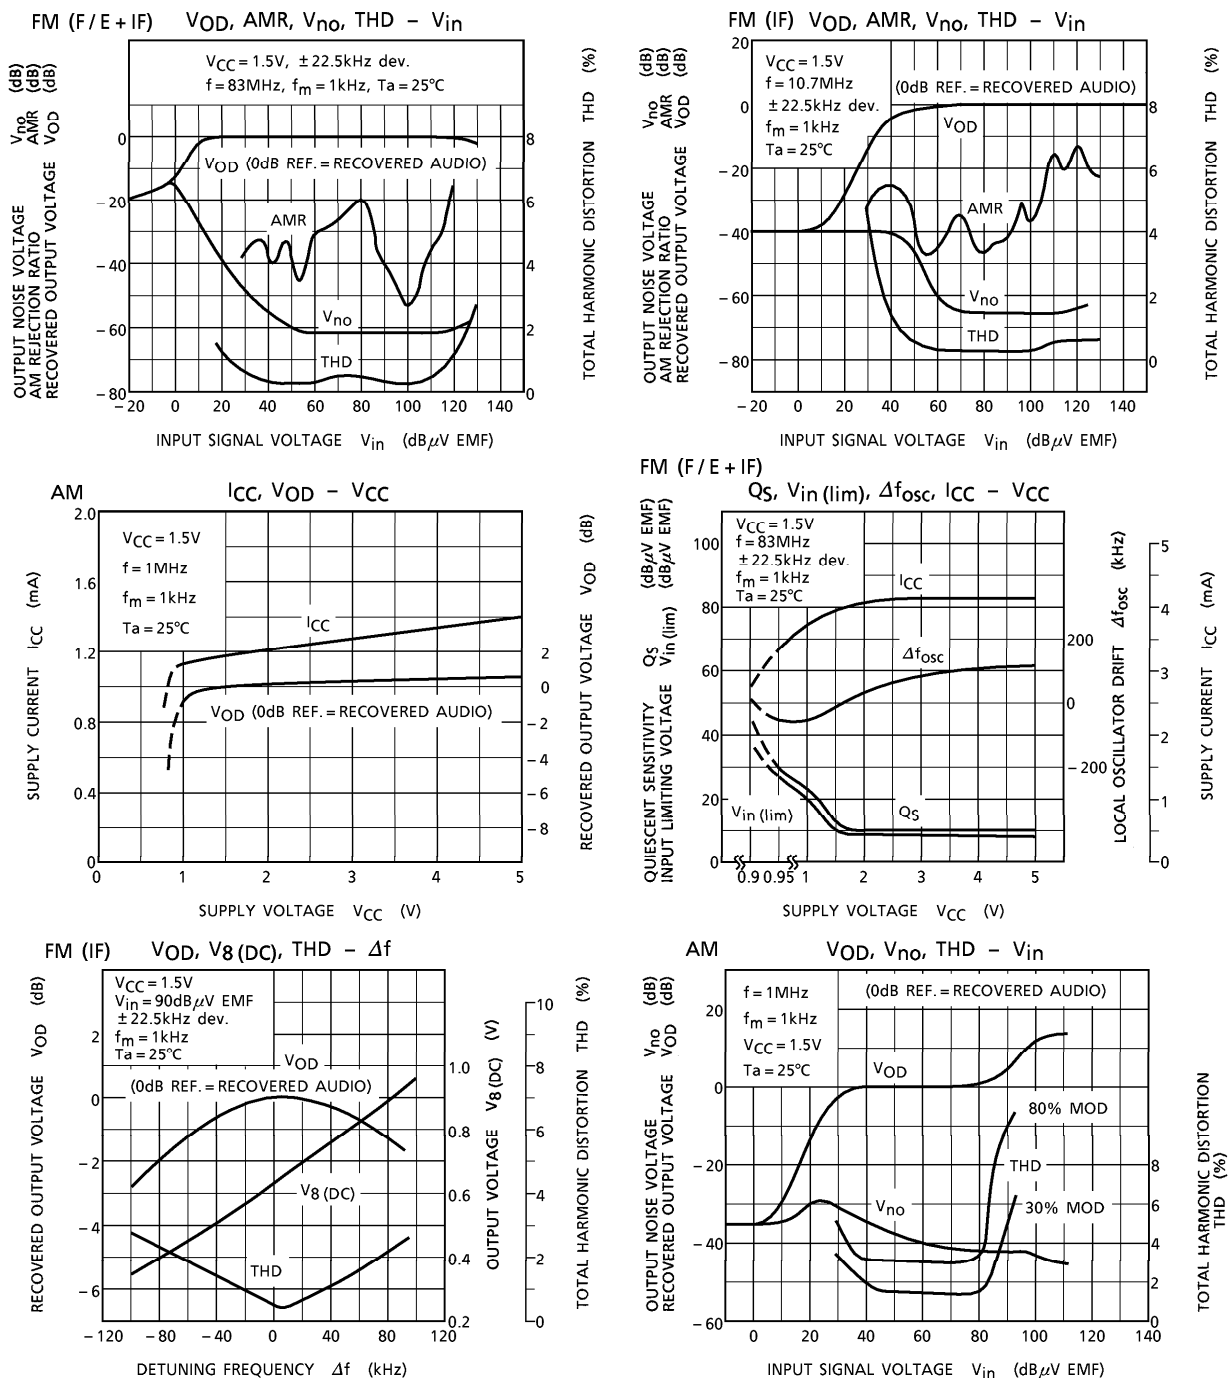 FM (F / E + IF) VOD, AMR, Vno, THD − Vin
VCC = 1.5V, ± 22.5kHz dev.
f = 83MHz, fm = 1kHz, Ta = 25°C
Vno (dB)
AMR (dB)
VOD (dB)
OUTPUT NOISE VOLTAGE
AM REJECTION RATIO
RECOVERED OUTPUT VOLTAGE
0
−20
−40
−60
−80
VOD (0dB REF. = RECOVERED AUDIO)
AMR
Vno
THD
8
6
4
2
0
TOTAL HARMONIC DISTORTION THD (%)
−20 0 20 40 60 80 100 120 140
INPUT SIGNAL VOLTAGE Vin (dBμV EMF)
FM (IF) VOD, AMR, Vno, THD − Vin
VCC = 1.5V
f = 10.7MHz
± 22.5kHz dev.
fm = 1kHz
Ta = 25°C
(0dB REF. = RECOVERED AUDIO)
Vno (dB)
AMR (dB)
VOD (dB)
OUTPUT NOISE VOLTAGE
AM REJECTION RATIO
RECOVERED OUTPUT VOLTAGE
20
0
−20
−40
−60
−80
VOD
AMR
Vno
THD
8
6
4
2
0
TOTAL HARMONIC DISTORTION THD (%)
−20 0 20 40 60 80 100 120 140
INPUT SIGNAL VOLTAGE Vin (dBμV EMF)
AM ICC, VOD − VCC
VCC = 1.5V
f = 1MHz
fm = 1kHz
Ta = 25°C
SUPPLY CURRENT ICC (mA)
2.0
1.6
1.2
0.8
0.4
0
ICC
VOD (0dB REF. = RECOVERED AUDIO)
2
0
−2
−4
−6
−8
RECOVERED OUTPUT VOLTAGE VOD (dB)
0 1 2 3 4 5
SUPPLY VOLTAGE VCC (V)
FM (F / E + IF)
QS, Vin (lim), Δfosc, ICC − VCC
VCC = 1.5V
f = 83MHz
± 22.5kHz dev.
fm = 1kHz
Ta = 25°C
QUIESCENT SENSITIVITY QS (dBμV EMF)
INPUT LIMITING VOLTAGE Vin (lim) (dBμV EMF)
100
80
60
40
20
0
ICC
Δfosc
Vin (lim)
QS
200
0
−200
LOCAL OSCILLATOR DRIFT Δfosc (kHz)
5
4
3
2
1
0
SUPPLY CURRENT ICC (mA)
0.9 0.95 1 2 3 4 5
SUPPLY VOLTAGE VCC (V)
FM (IF) VOD, V8 (DC), THD − Δf
VCC = 1.5V
Vin = 90dBμV EMF
± 22.5kHz dev.
fm = 1kHz
Ta = 25°C
VOD
(0dB REF. = RECOVERED AUDIO)
RECOVERED OUTPUT VOLTAGE VOD (dB)
2
0
−2
−4
−6
V8 (DC)
THD
1.0
0.8
0.6
0.4
0.2
OUTPUT VOLTAGE V8 (DC) (V)
10
8
6
4
2
0
TOTAL HARMONIC DISTORTION THD (%)
−120 −80 −40 0 40 80 120
DETUNING FREQUENCY Δf (kHz)
AM VOD, Vno, THD − Vin
f = 1MHz
fm = 1kHz
VCC = 1.5V
Ta = 25°C
(0dB REF. = RECOVERED AUDIO)
OUTPUT NOISE VOLTAGE Vno (dB)
RECOVERED OUTPUT VOLTAGE VOD (dB)
20
0
−20
−40
−60
VOD
80% MOD
THD
30% MOD
Vno
8
6
4
2
0
TOTAL HARMONIC DISTORTION
THD (%)
0 20 40 60 80 100 120 140
INPUT SIGNAL VOLTAGE Vin (dBμV EMF)